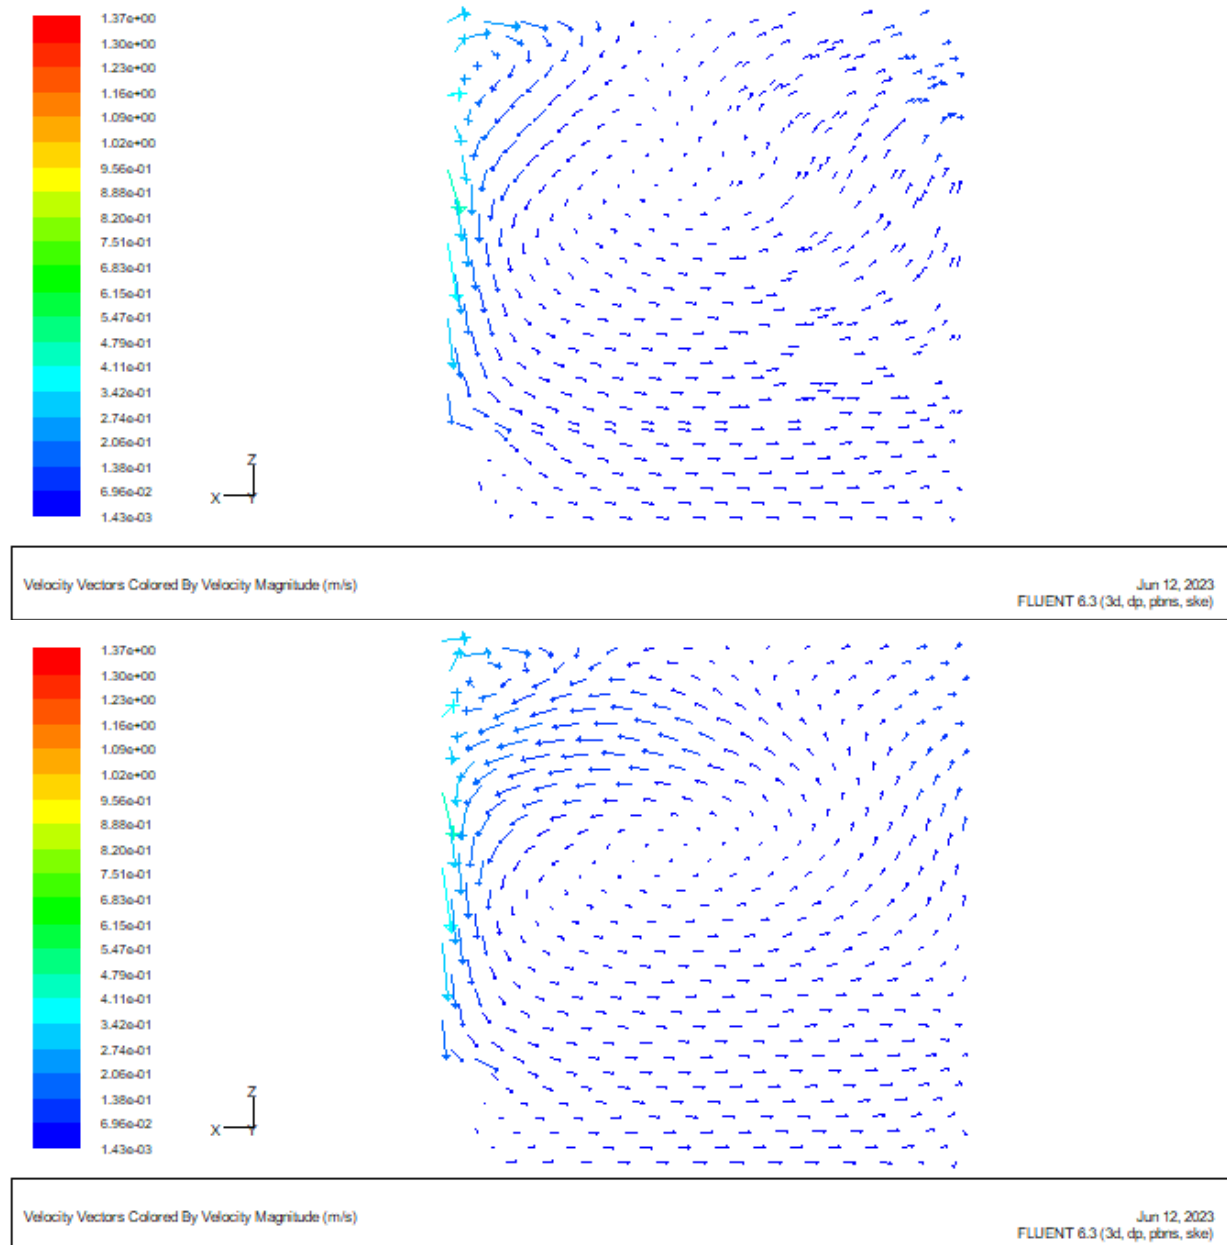 1.37e+00
1.30e+00
1.23e+00
1.16e+00
1.09e+00
1.02e+00
9.56e-01
8.88e-01
8.20e-01
7.51e-01
6.83e-01
6.15e-01
5.47e-01
4.79e-01
4.11e-01
3.42e-01
2.74e-01
2.06e-01
1.38e-01
6.96e-02
1.43e-03
Z
X Y
Velocity Vectors Colored By Velocity Magnitude (m/s)
Jun 12, 2023
FLUENT 6.3 (3d, dp, pbns, ske)
1.37e+00
1.30e+00
1.23e+00
1.16e+00
1.09e+00
1.02e+00
9.56e-01
8.88e-01
8.20e-01
7.51e-01
6.83e-01
6.15e-01
5.47e-01
4.79e-01
4.11e-01
3.42e-01
2.74e-01
2.06e-01
1.38e-01
6.96e-02
1.43e-03
Z
X Y
Velocity Vectors Colored By Velocity Magnitude (m/s)
Jun 12, 2023
FLUENT 6.3 (3d, dp, pbns, ske)